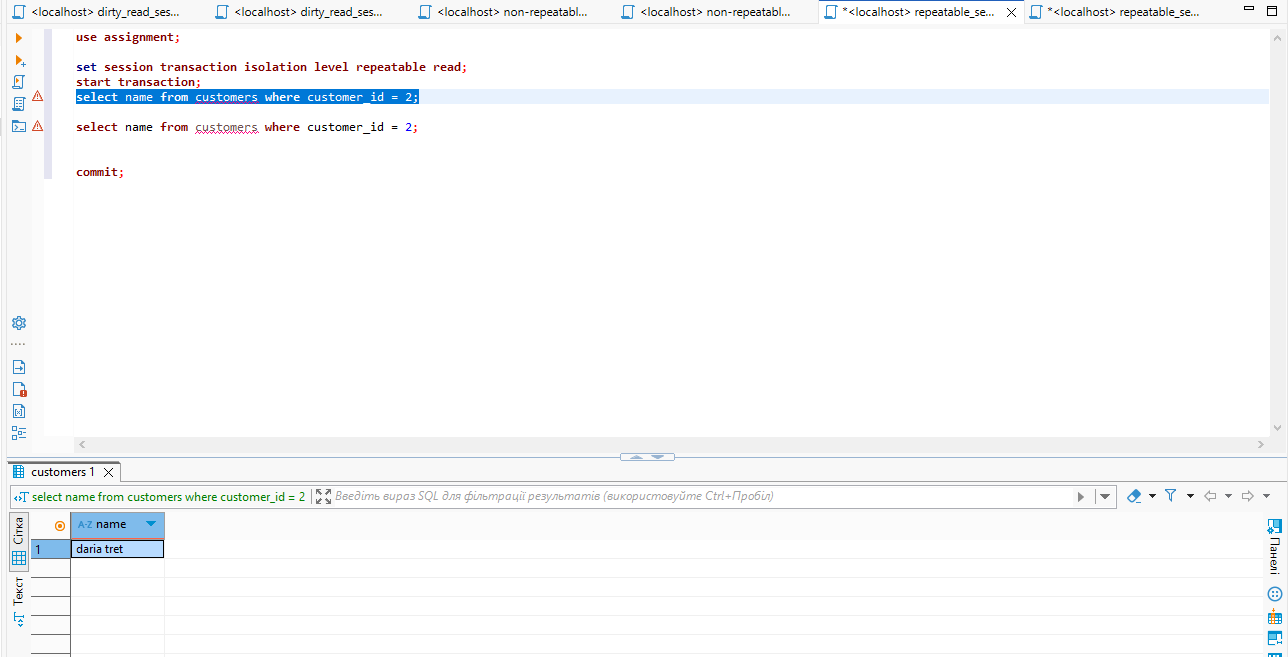 <localhost> dirty_read_ses... <localhost> dirty_read_ses... <localhost> non-repeatabl... <localhost> non-repeatabl... *<localhost> repeatable_se... *<localhost> repeatable_se...
use assignment;
set session transaction isolation level repeatable read;
start transaction;
select name from customers where customer_id = 2;
select name from customers where customer_id = 2;
commit;
customers 1
select name from customers where customer_id = 2 Введіть вираз SQL для фільтрації результатів (використовуйте Ctrl+Пробіл)
Сітка
A-Z name
1 daria tret
Текст
Панелі